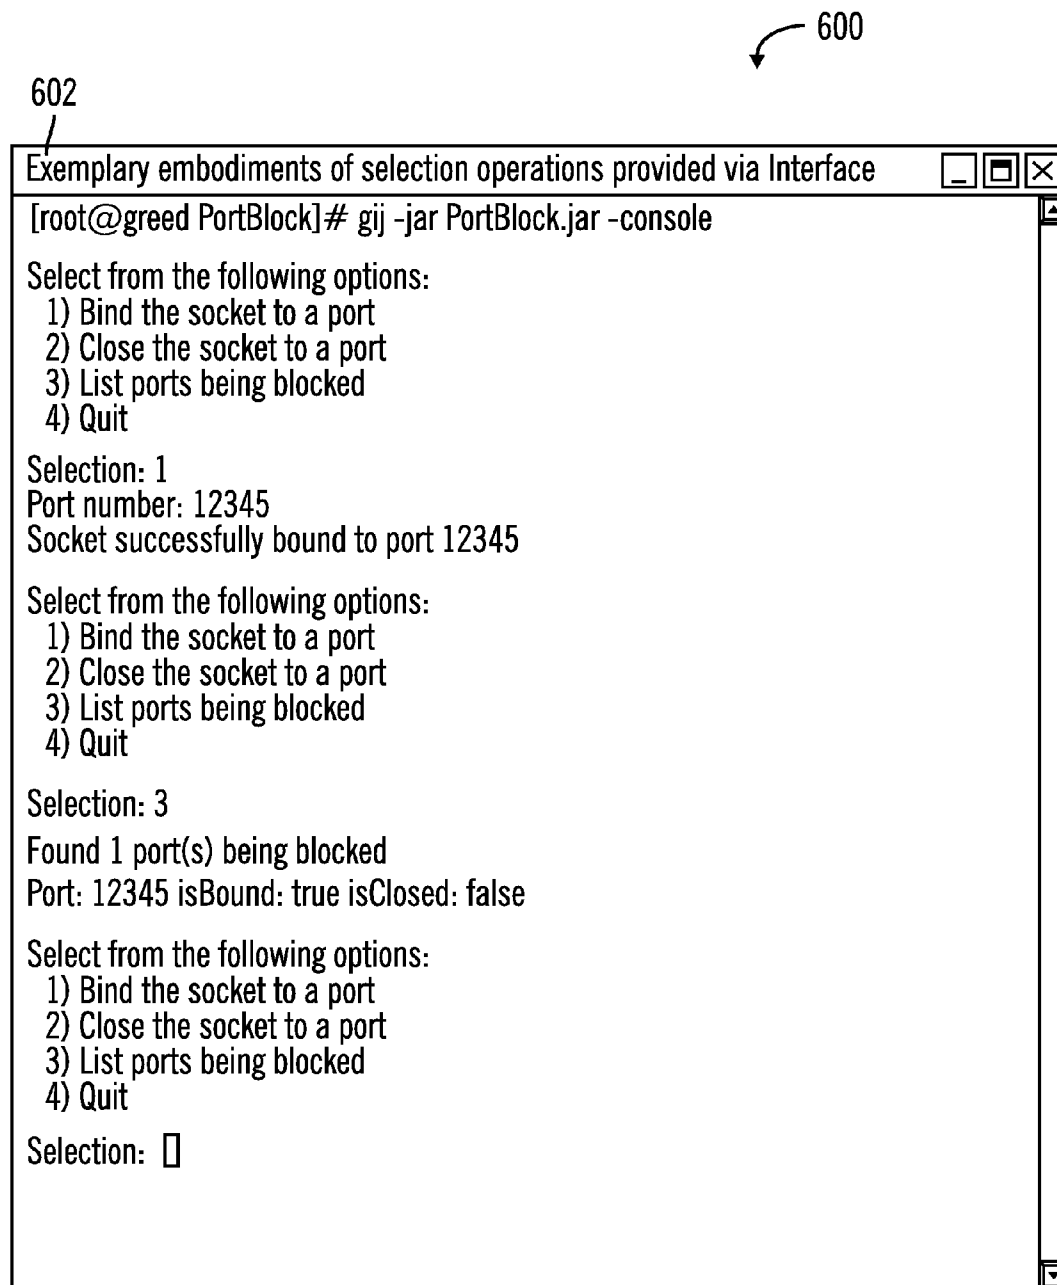 600
602
Exemplary embodiments of selection operations provided via Interface
[root@greed PortBlock]# gij -jar PortBlock.jar -console
Select from the following options:
1) Bind the socket to a port
2) Close the socket to a port
3) List ports being blocked
4) Quit
Selection: 1
Port number: 12345
Socket successfully bound to port 12345
Select from the following options:
1) Bind the socket to a port
2) Close the socket to a port
3) List ports being blocked
4) Quit
Selection: 3
Found 1 port(s) being blocked
Port: 12345 isBound: true isClosed: false
Select from the following options:
1) Bind the socket to a port
2) Close the socket to a port
3) List ports being blocked
4) Quit
Selection: